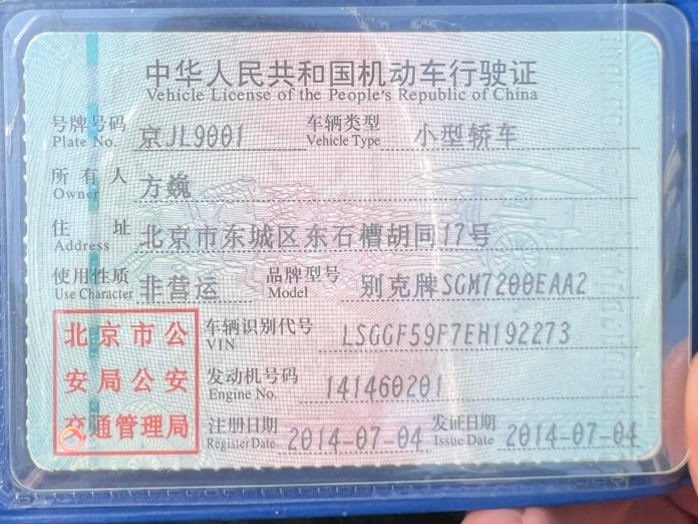 中华人民共和国机动车行驶证
Vehicle License of the People's Republic of China
号牌号码 京JL9001 车辆类型 小型轿车
Plate No. Vehicle Type
所有人 方巍
Owner
住址 北京市东城区东石槽胡同17号
Address
使用性质 非营运 品牌型号 别克牌SGM7200EAA2
Use Character Model
北京市公 车辆识别代号 LSGGF59F7EH192273
VIN
安局公安 发动机号码 141460201
Engine No.
交通管理局 注册日期 2014-07-04 发证日期 2014-07-04
Register Date Issue Date